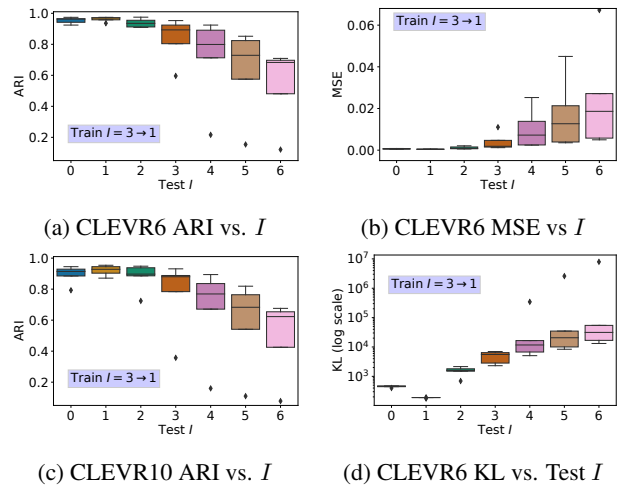 1.0
0.8
0.6
0.4
0.2
ARI
Train I = 3 → 1
0 1 2 3 4 5 6
Test I
(a) CLEVR6 ARI vs. I
0.06
0.04
0.02
0.00
MSE
Train I = 3 → 1
0 1 2 3 4 5 6
Test I
(b) CLEVR6 MSE vs I
1.0
0.8
0.6
0.4
0.2
ARI
Train I = 3 → 1
0 1 2 3 4 5 6
Test I
(c) CLEVR10 ARI vs. I
10^7
10^6
10^5
10^4
10^3
KL (log scale)
Train I = 3 → 1
0 1 2 3 4 5 6
Test I
(d) CLEVR6 KL vs. Test I